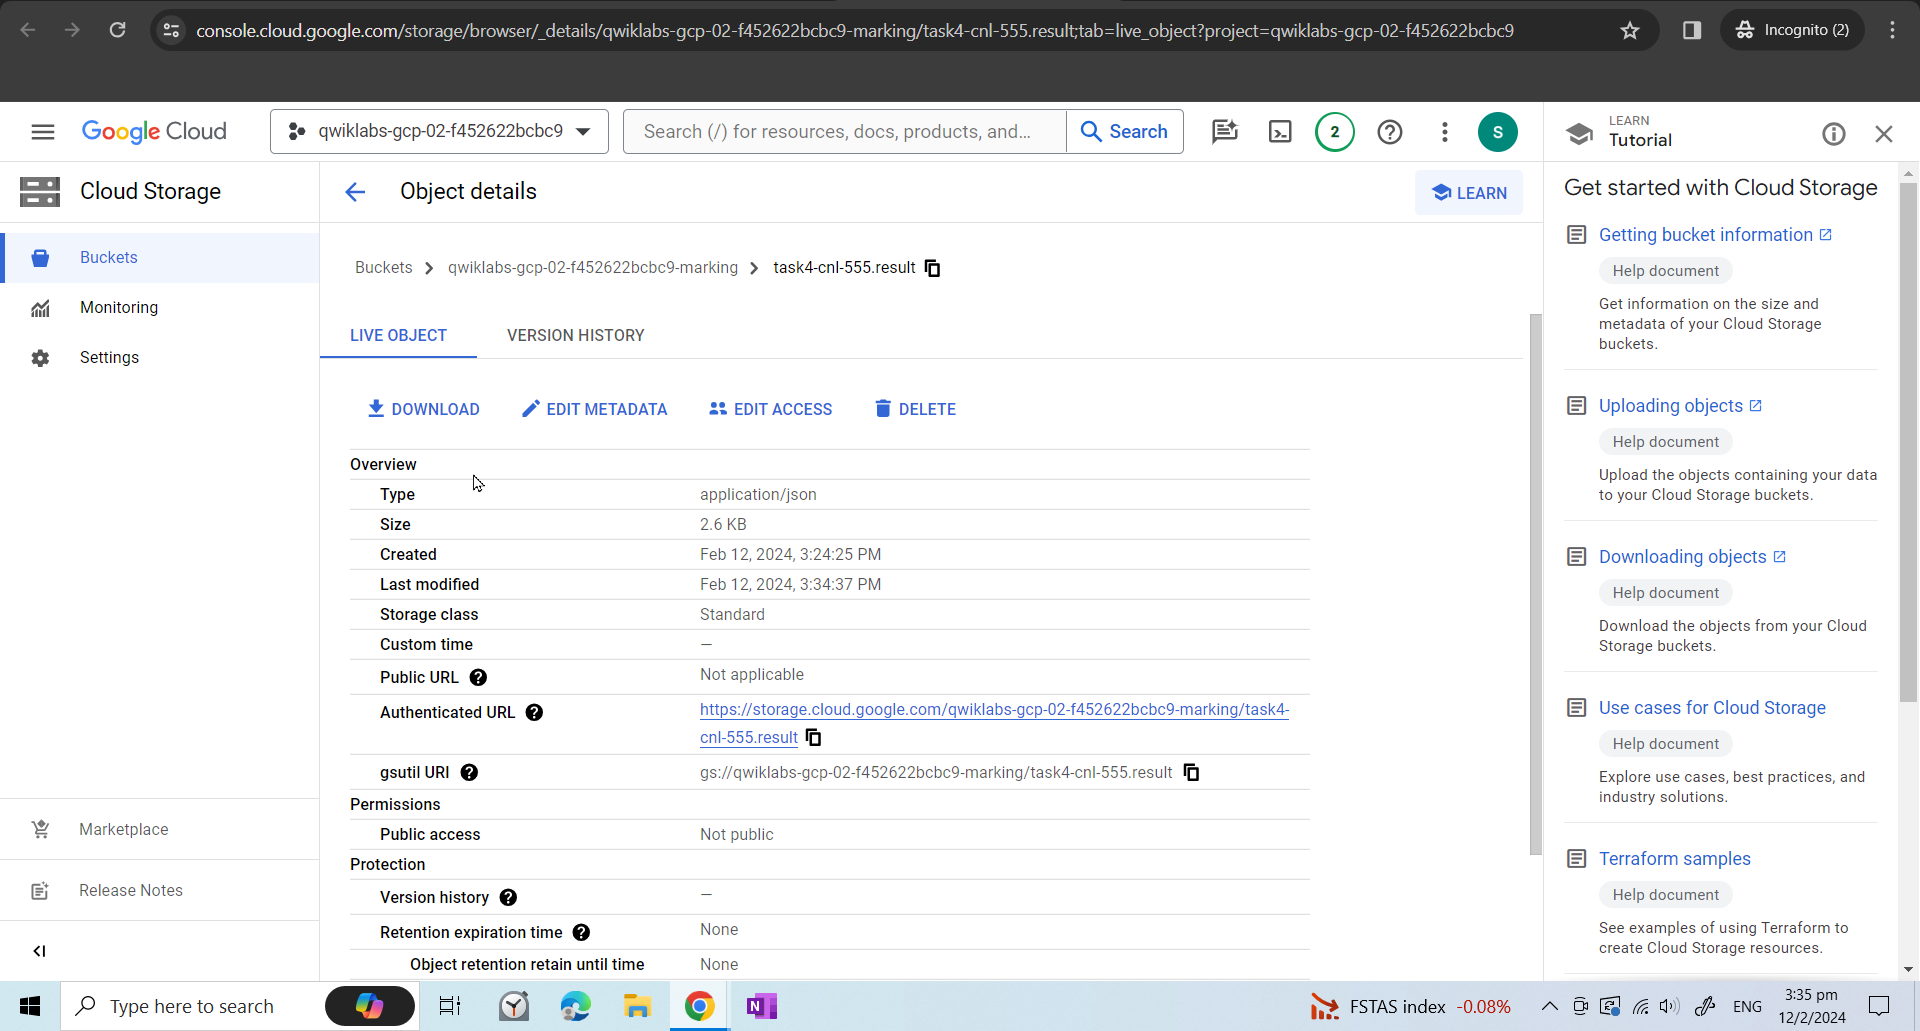 console.cloud.google.com/storage/browser/_details/qwiklabs-gcp-02-f452622bcbc9-marking/task4-cnl-555.result;tab=live_object?project=qwiklabs-gcp-02-f452622bcbc9
Incognito (2)
Google Cloud
qwiklabs-gcp-02-f452622bcbc9
Search (/) for resources, docs, products, and...
Search
2
S
LEARN
Tutorial
Cloud Storage
Object details
LEARN
Buckets
Monitoring
Settings
Marketplace
Release Notes
Buckets
qwiklabs-gcp-02-f452622bcbc9-marking
task4-cnl-555.result
LIVE OBJECT
VERSION HISTORY
DOWNLOAD
EDIT METADATA
EDIT ACCESS
DELETE
Overview
Type application/json
Size 2.6 KB
Created Feb 12, 2024, 3:24:25 PM
Last modified Feb 12, 2024, 3:34:37 PM
Storage class Standard
Custom time —
Public URL Not applicable
Authenticated URL https://storage.cloud.google.com/qwiklabs-gcp-02-f452622bcbc9-marking/task4-
cnl-555.result
gsutil URI gs://qwiklabs-gcp-02-f452622bcbc9-marking/task4-cnl-555.result
Permissions
Public access Not public
Protection
Version history —
Retention expiration time None
Object retention retain until time None
Get started with Cloud Storage
Getting bucket information
Help document
Get information on the size and
metadata of your Cloud Storage
buckets.
Uploading objects
Help document
Upload the objects containing your data
to your Cloud Storage buckets.
Downloading objects
Help document
Download the objects from your Cloud
Storage buckets.
Use cases for Cloud Storage
Help document
Explore use cases, best practices, and
industry solutions.
Terraform samples
Help document
See examples of using Terraform to
create Cloud Storage resources.
Type here to search
N
FSTAS index -0.08%
ENG
3:35 pm
12/2/2024